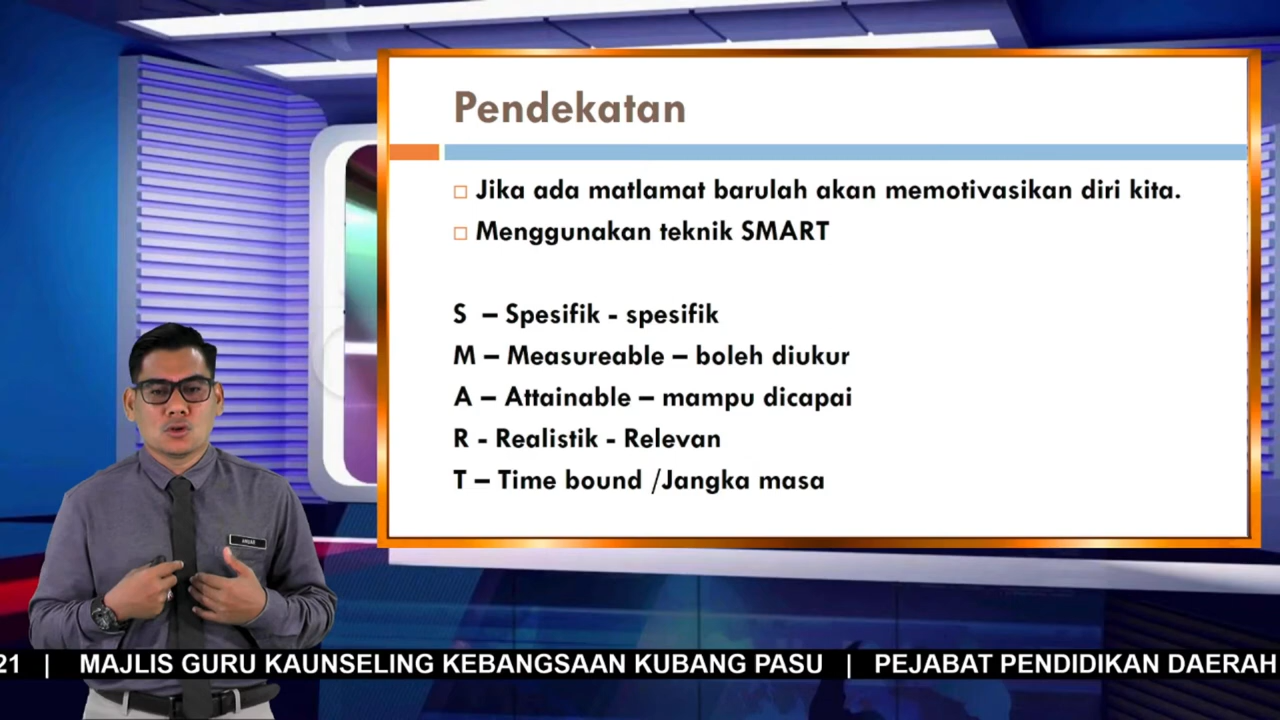 Pendekatan
Jika ada matlamat barulah akan memotivasikan diri kita.
Menggunakan teknik SMART
S – Spesifik - spesifik
M – Measureable – boleh diukur
A – Attainable – mampu dicapai
R - Realistik - Relevan
T – Time bound /Jangka masa
21 | MAJLIS GURU KAUNSELING KEBANGSAAN KUBANG PASU | PEJABAT PENDIDIKAN DAERAH